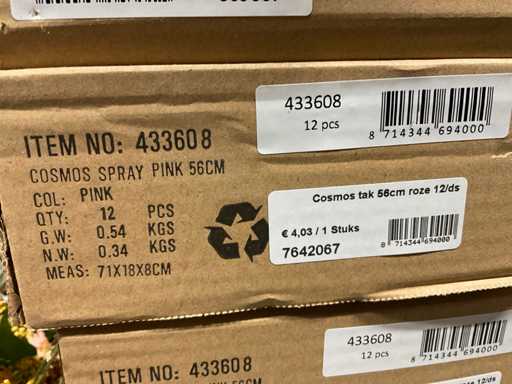 ITEM NO: 433608
COSMOS SPRAY PINK 56CM
COL: PINK
QTY: 12 PCS
G.W: 0.54 KGS
N.W: 0.34 KGS
MEAS: 71X18X8CM
433608
12 pcs
8 714344 694000
Cosmos tak 56cm roze 12/ds
€ 4,03 / 1 Stuks
7642067
8 714344 694000
433608
12 pcs
8 714344 694000
ITEM NO: 433608